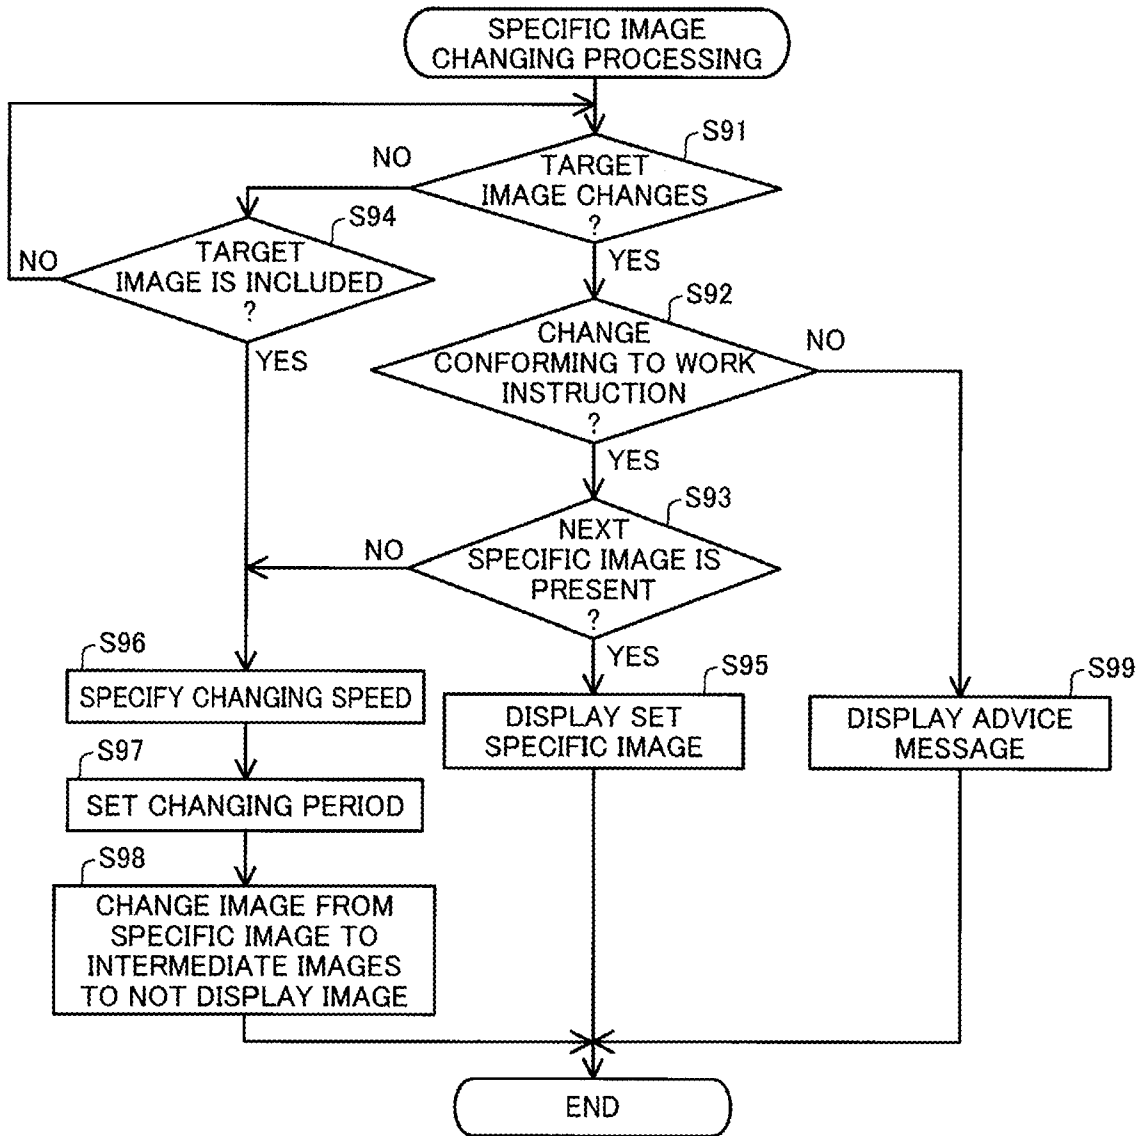 SPECIFIC IMAGE
CHANGING PROCESSING
S91
NO
TARGET
IMAGE CHANGES
?
YES
S94
NO
TARGET
IMAGE IS INCLUDED
?
YES
S92
CHANGE
CONFORMING TO WORK
INSTRUCTION
?
NO
YES
S93
NO
NEXT
SPECIFIC IMAGE IS
PRESENT
?
YES
S96
SPECIFY CHANGING SPEED
S95
DISPLAY SET
SPECIFIC IMAGE
S99
DISPLAY ADVICE
MESSAGE
S97
SET CHANGING PERIOD
S98
CHANGE IMAGE FROM
SPECIFIC IMAGE TO
INTERMEDIATE IMAGES
TO NOT DISPLAY IMAGE
END